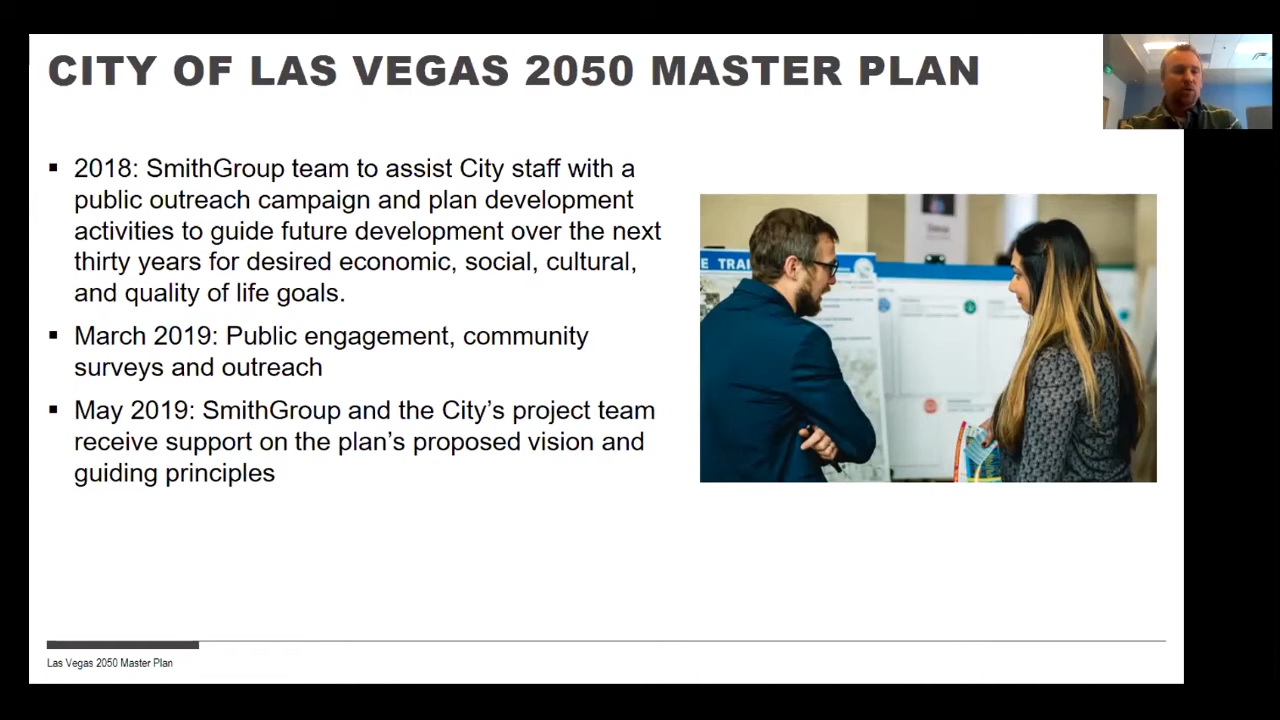 CITY OF LAS VEGAS 2050 MASTER PLAN
▪ 2018: SmithGroup team to assist City staff with a
public outreach campaign and plan development
activities to guide future development over the next
thirty years for desired economic, social, cultural,
and quality of life goals.
▪ March 2019: Public engagement, community
surveys and outreach
▪ May 2019: SmithGroup and the City's project team
receive support on the plan's proposed vision and
guiding principles
E TRA
Las Vegas 2050 Master Plan